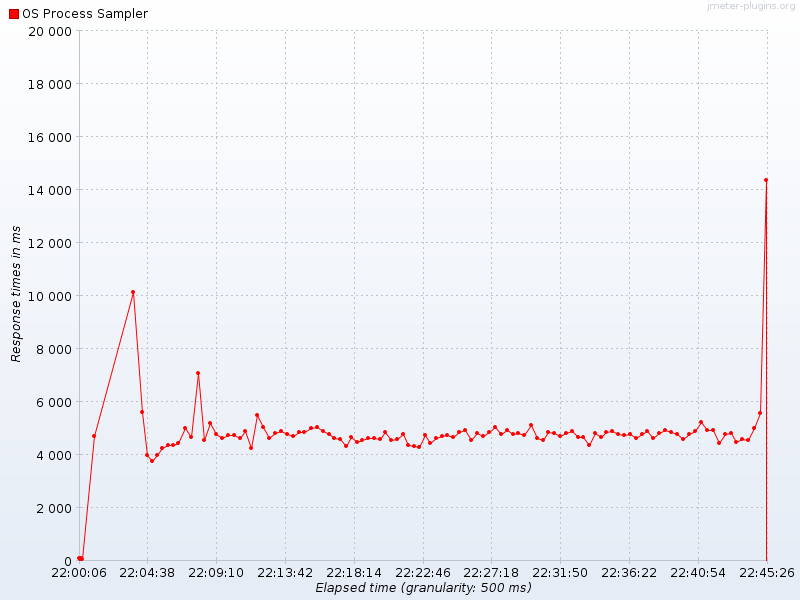 OS Process Sampler
jmeter-plugins.org
20 000
18 000
16 000
14 000
12 000
10 000
8 000
6 000
4 000
2 000
0
Response times in ms
22:00:06 22:04:38 22:09:10 22:13:42 22:18:14 22:22:46 22:27:18 22:31:50 22:36:22 22:40:54 22:45:26
Elapsed time (granularity: 500 ms)